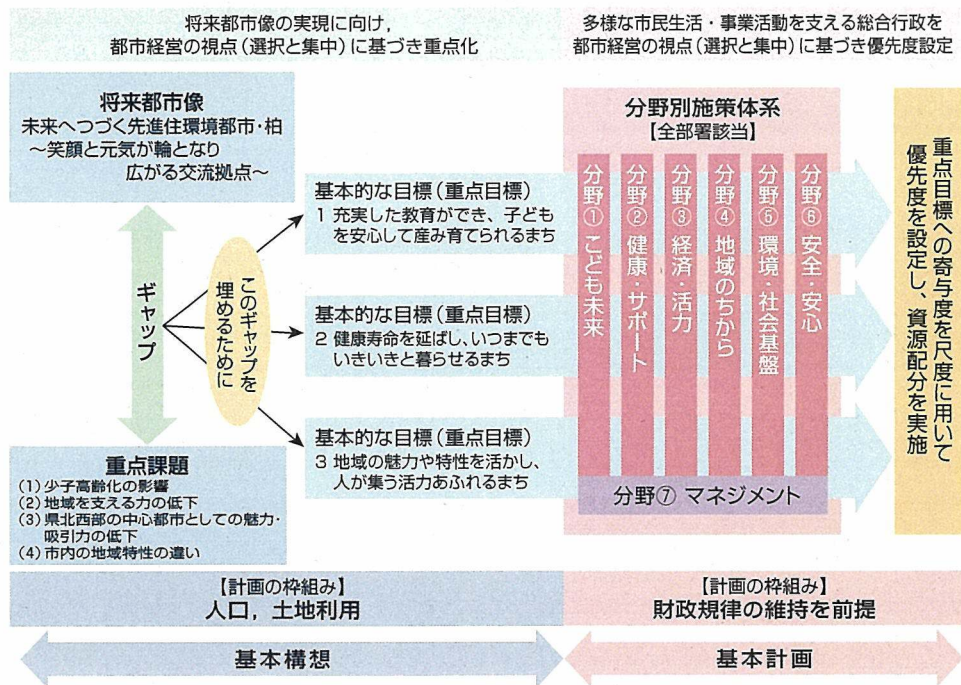 将来都市像の実現に向け，
都市経営の視点（選択と集中）に基づき重点化
多様な市民生活・事業活動を支える総合行政を
都市経営の視点（選択と集中）に基づき優先度設定
将来都市像
未来へつづく先進住環境都市・柏
～笑顔と元気が輪となり
広がる交流拠点～
ギャップ
このギャップを
埋めるために
重点課題
(1)少子高齢化の影響
(2)地域を支える力の低下
(3)県北西部の中心都市としての魅力・
吸引力の低下
(4)市内の地域特性の違い
基本的な目標（重点目標）
1 充実した教育ができ、子ども
を安心して産み育てられるまち
基本的な目標（重点目標）
2 健康寿命を延ばし、いつまでも
いきいきと暮らせるまち
基本的な目標（重点目標）
3 地域の魅力や特性を活かし、
人が集う活力あふれるまち
分野別施策体系
【全部署該当】
分野① こども未来
分野② 健康・サポート
分野③ 経済・活力
分野④ 地域のちから
分野⑤ 環境・社会基盤
分野⑥ 安全・安心
分野⑦ マネジメント
重点目標への寄与度を尺度に用いて
優先度を設定し、資源配分を実施
【計画の枠組み】
人口，土地利用
【計画の枠組み】
財政規律の維持を前提
基本構想
基本計画